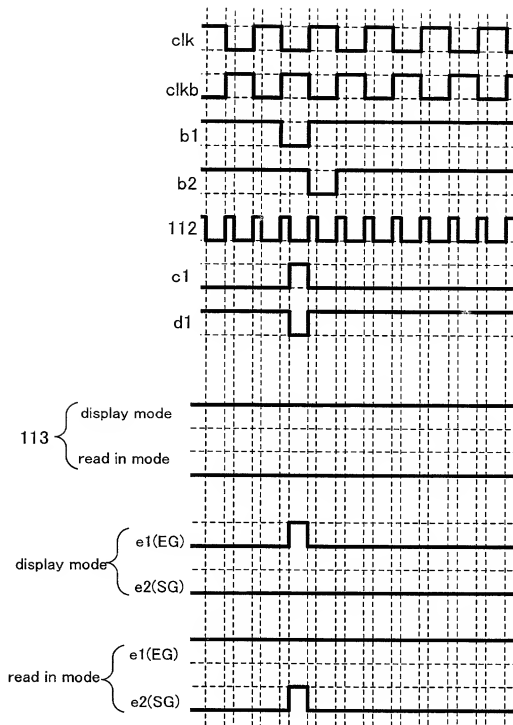 clk
clkb
b1
b2
112
c1
d1
113
display mode
read in mode
display mode
e1(EG)
e2(SG)
read in mode
e1(EG)
e2(SG)